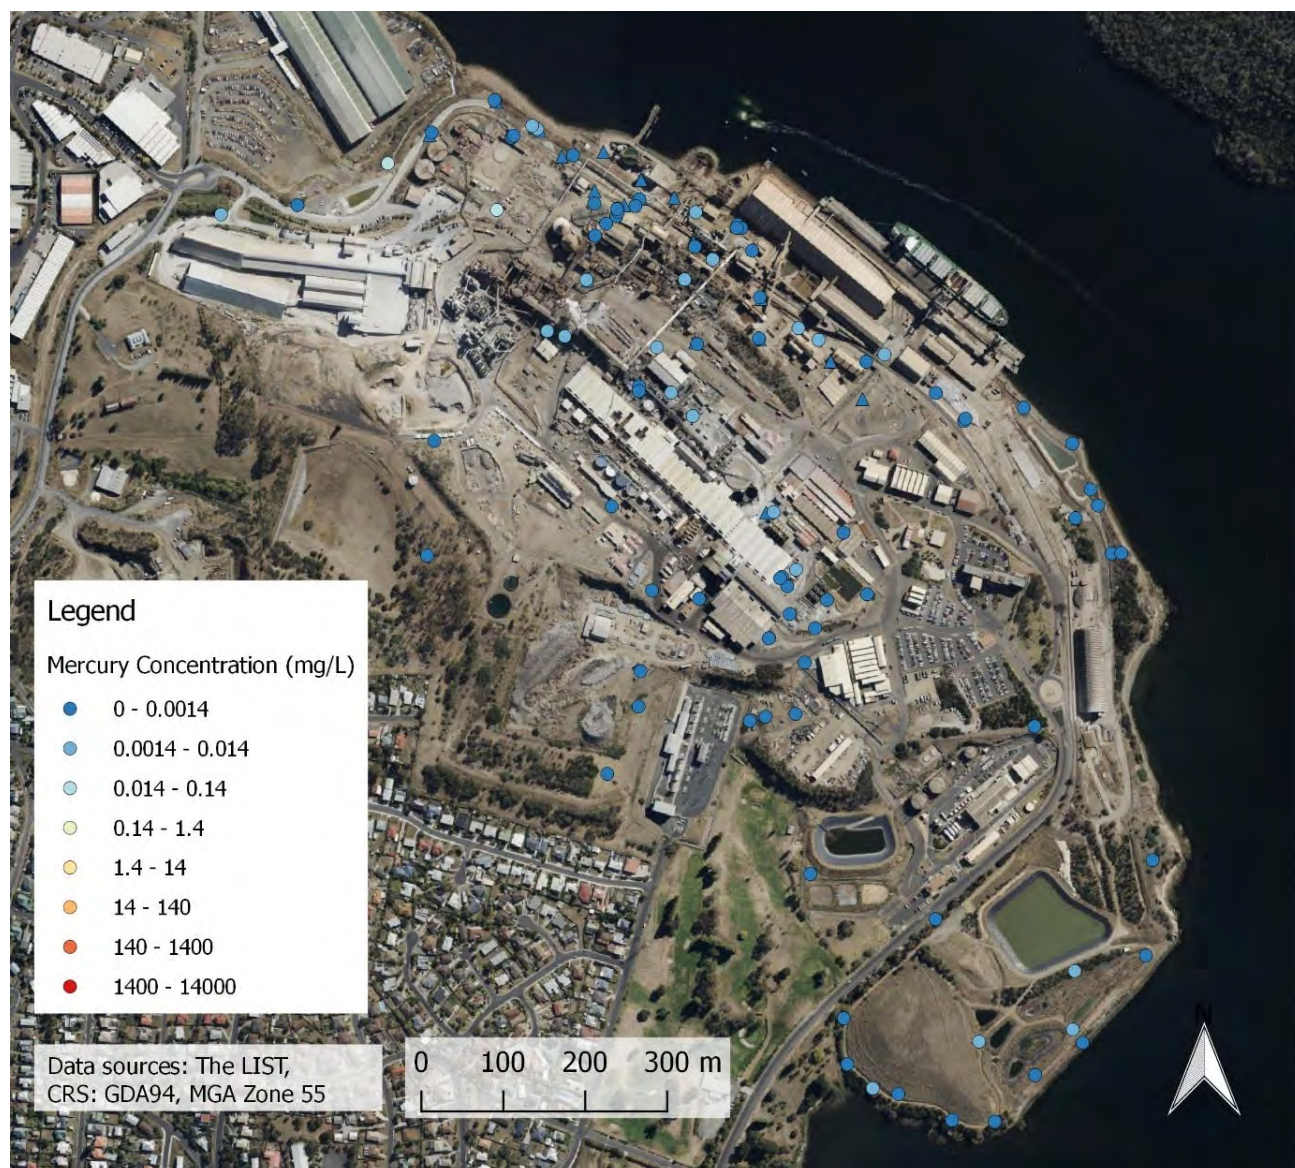 Legend
Mercury Concentration (mg/L)
0 - 0.0014
0.0014 - 0.014
0.014 - 0.14
0.14 - 1.4
1.4 - 14
14 - 140
140 - 1400
1400 - 14000
Data sources: The LIST,
CRS: GDA94, MGA Zone 55
0 100 200 300 m
N